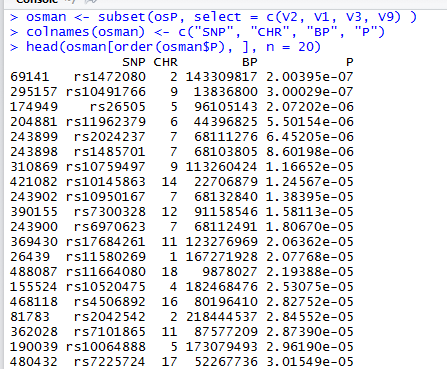 > osman <- subset(osP, select = c(V2, V1, V3, V9) )
> colnames(osman) <- c("SNP", "CHR", "BP", "P")
> head(osman[order(osman$P), ], n = 20)
SNP CHR BP P
69141 rs1472080 2 143309817 2.00395e-07
295157 rs10491766 9 13836800 3.00029e-07
174949 rs26505 5 96105143 2.07202e-06
204881 rs11962379 6 44396825 5.50154e-06
243899 rs2024237 7 68111276 6.45205e-06
243898 rs1485701 7 68103805 8.60198e-06
310869 rs10759497 9 113260424 1.16652e-05
421082 rs10145863 14 22706879 1.24567e-05
243902 rs10950167 7 68132840 1.38395e-05
390155 rs7300328 12 91158546 1.58113e-05
243900 rs6970623 7 68112491 1.80670e-05
369430 rs17684261 11 123276969 2.06362e-05
26439 rs11580269 1 167271928 2.07768e-05
488087 rs11664080 18 9878027 2.19388e-05
155524 rs10520475 4 182468476 2.53075e-05
468118 rs4506892 16 80196410 2.82752e-05
81783 rs2042542 2 218444537 2.84552e-05
362028 rs7101865 11 87577209 2.87390e-05
190039 rs10064888 5 173079493 2.96190e-05
480432 rs7225724 17 52267736 3.01549e-05